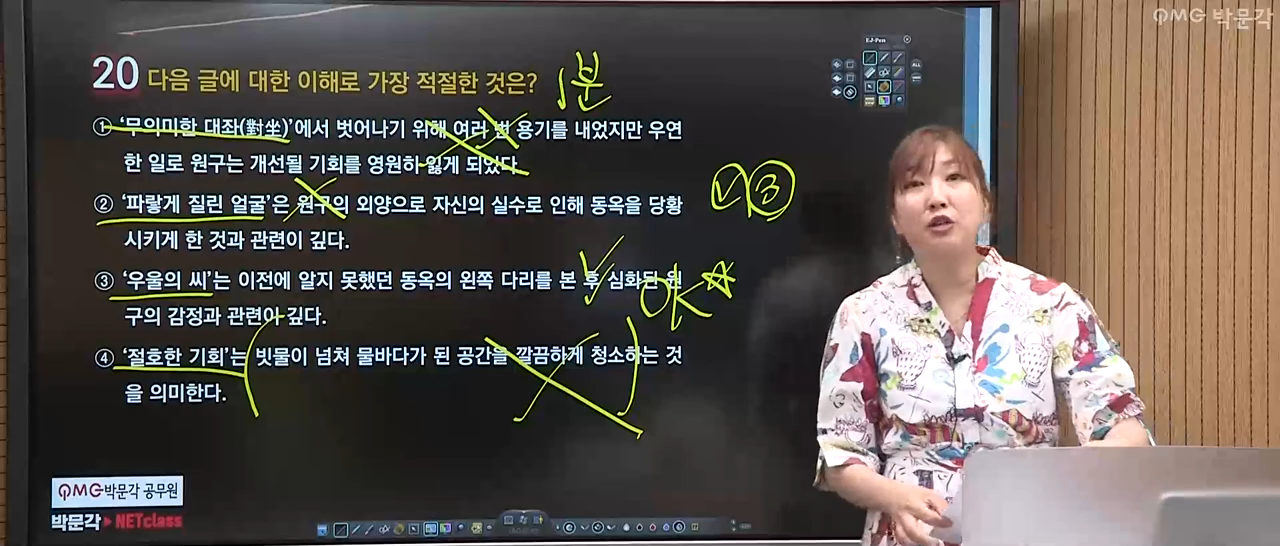 QMG 박문각
EJ-Pen
ALL
20 다음 글에 대한 이해로 가장 적절한 것은?
1분
① ‘무의미한 대좌(對坐)’에서 벗어나기 위해 여러 번 용기를 내었지만 우연
한 일로 원구는 개선될 기회를 영원히 잃게 되었다.
② ‘파랗게 질린 얼굴’은 원구의 외양으로 자신의 실수로 인해 동옥을 당황
시키게 한 것과 관련이 깊다.
③
③ ‘우울의 씨’는 이전에 알지 못했던 동옥의 왼쪽 다리를 본 후 심화된 원
구의 감정과 관련이 깊다.
OK
④ ‘절호한 기회’는 빗물이 넘쳐 물바다가 된 공간을 깔끔하게 청소하는 것
을 의미한다.
QMG 박문각 공무원
박문각 NETclass